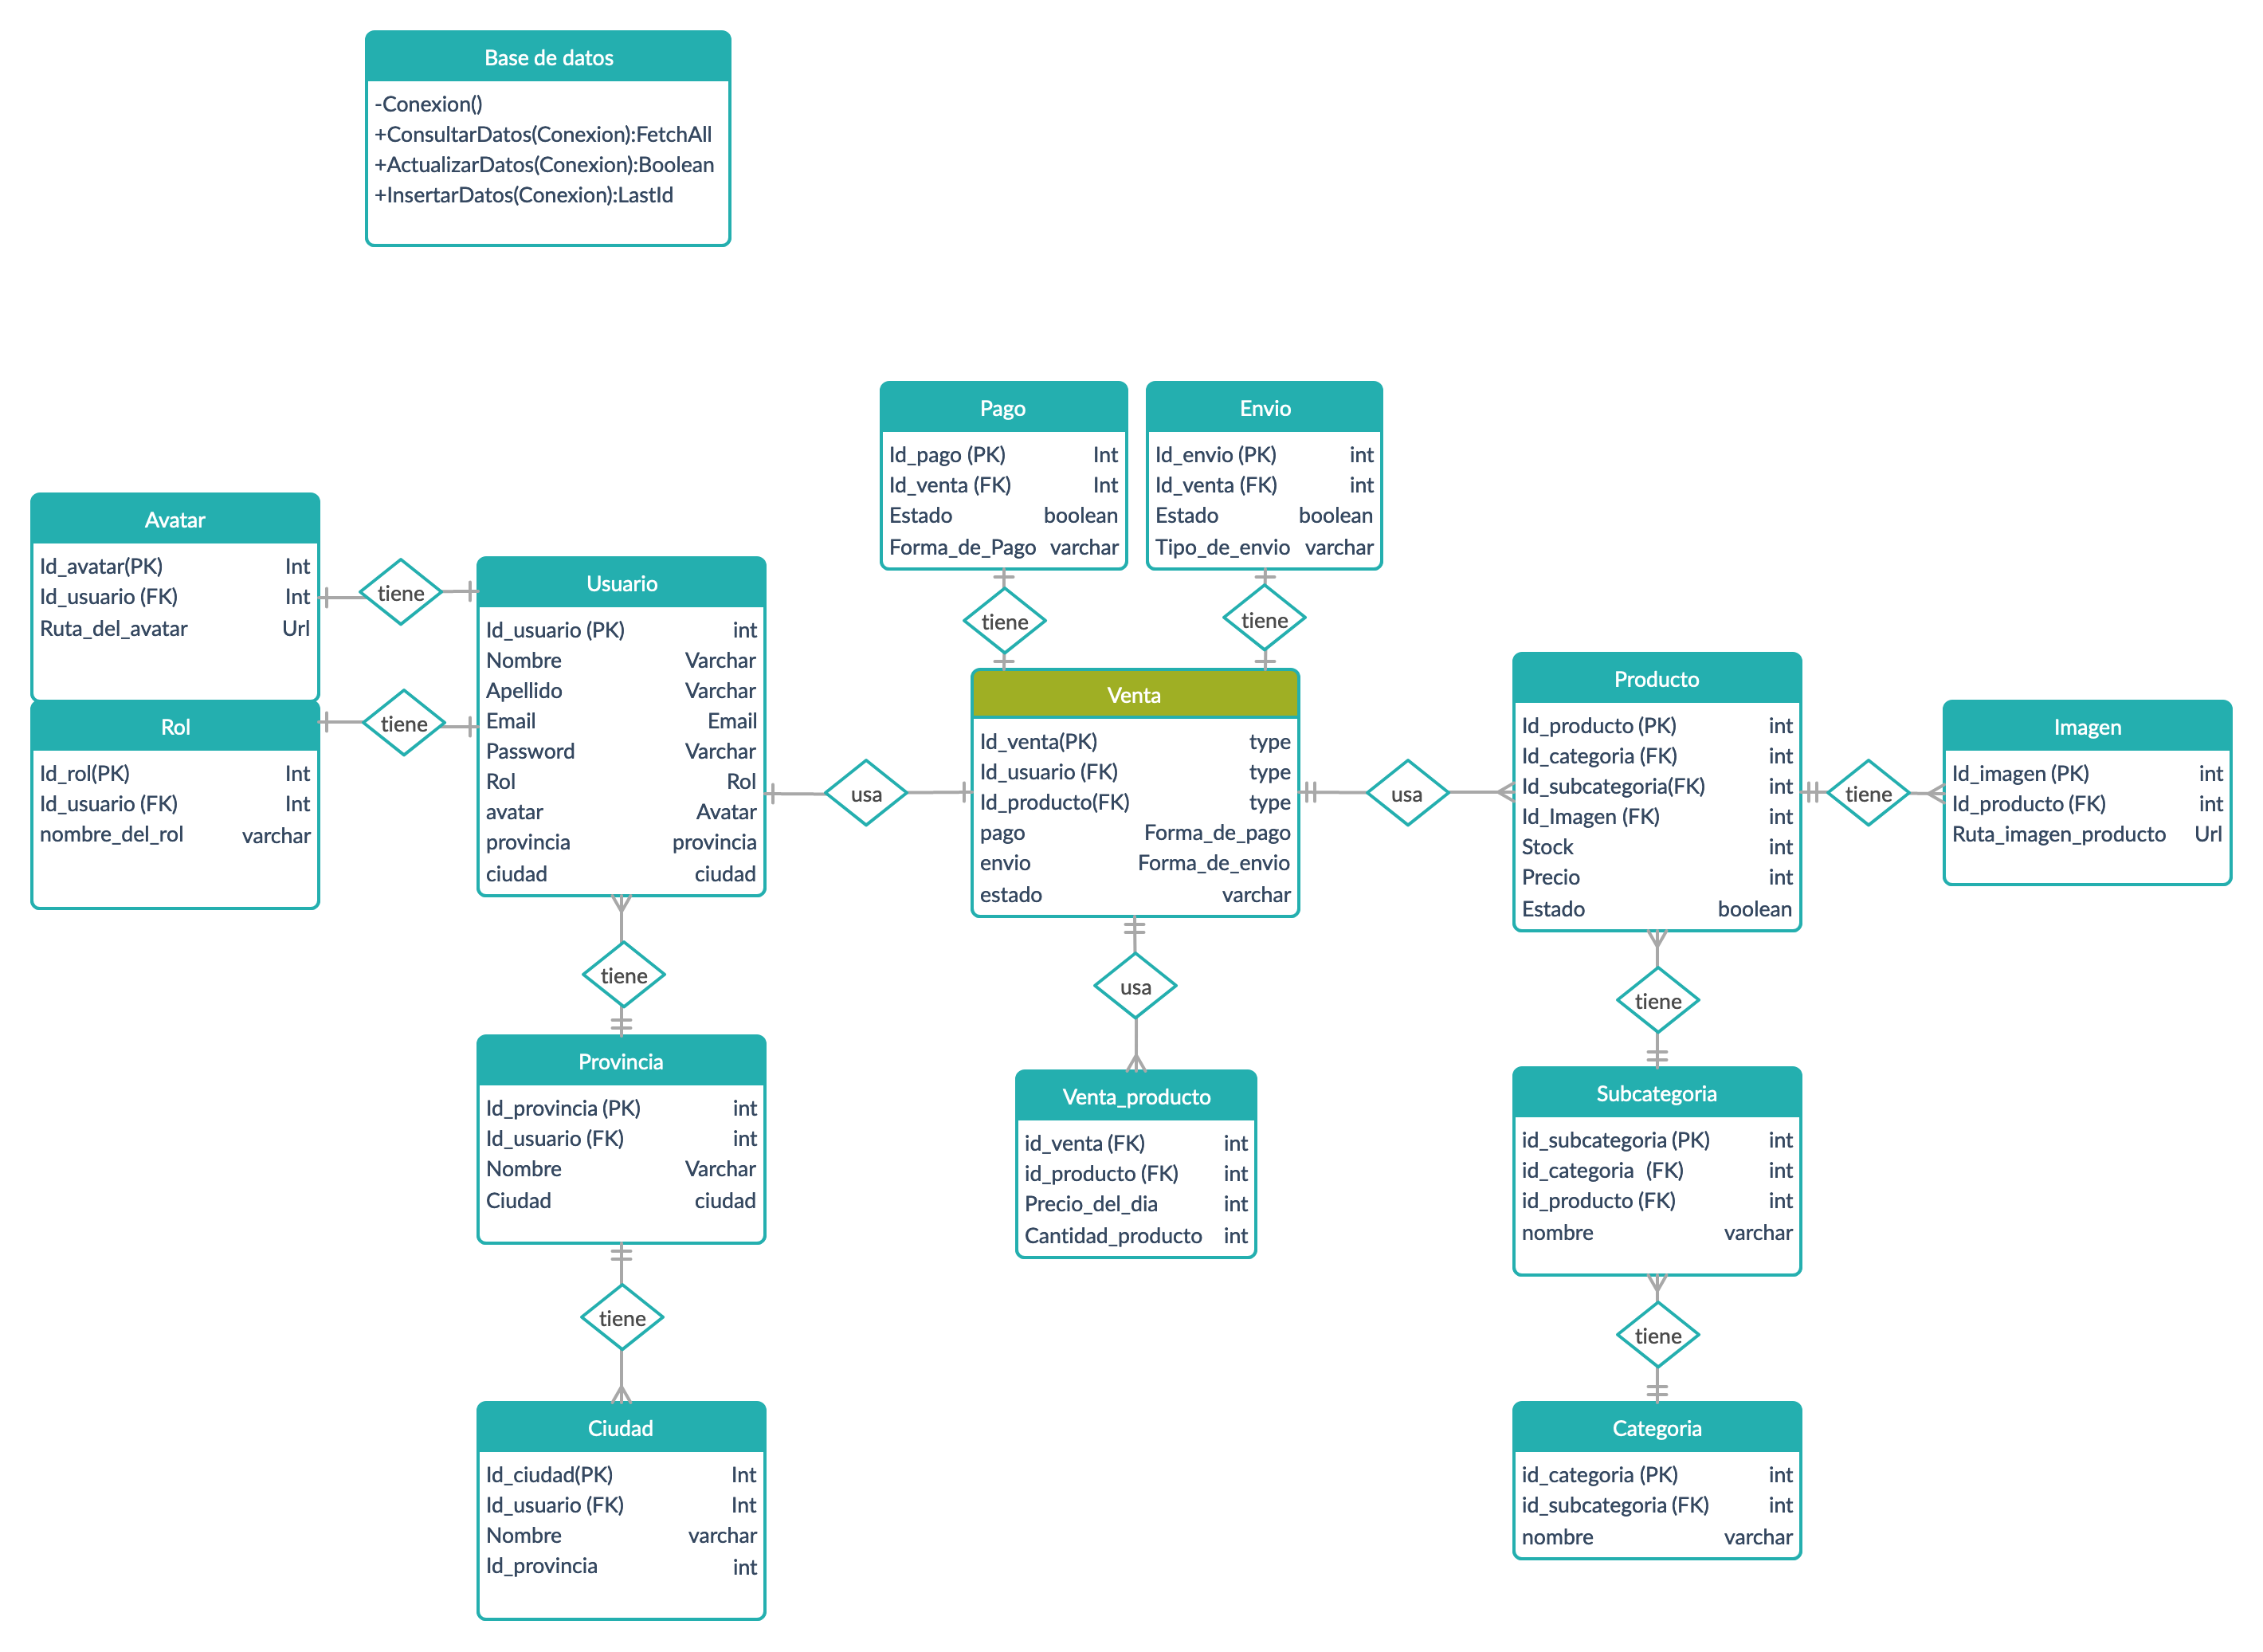 Base de datos
-Conexion()
+ConsultarDatos(Conexion):FetchAll
+ActualizarDatos(Conexion):Boolean
+InsertarDatos(Conexion):LastId
Pago
Id_pago (PK) Int
Id_venta (FK) Int
Estado boolean
Forma_de_Pago varchar
Envio
Id_envio (PK) int
Id_venta (FK) int
Estado boolean
Tipo_de_envio varchar
Avatar
Id_avatar(PK) Int
Id_usuario (FK) Int
Ruta_del_avatar Url
tiene
Rol
Id_rol(PK) Int
Id_usuario (FK) Int
nombre_del_rol varchar
tiene
Usuario
Id_usuario (PK) int
Nombre Varchar
Apellido Varchar
Email Email
Password Varchar
Rol Rol
avatar Avatar
provincia provincia
ciudad ciudad
usa
tiene
tiene
Venta
Id_venta(PK) type
Id_usuario (FK) type
Id_producto(FK) type
pago Forma_de_pago
envio Forma_de_envio
estado varchar
usa
Producto
Id_producto (PK) int
Id_categoria (FK) int
Id_subcategoria(FK) int
Id_Imagen (FK) int
Stock int
Precio int
Estado boolean
tiene
Imagen
Id_imagen (PK) int
Id_producto (FK) int
Ruta_imagen_producto Url
tiene
usa
tiene
Provincia
Id_provincia (PK) int
Id_usuario (FK) int
Nombre Varchar
Ciudad ciudad
Venta_producto
id_venta (FK) int
id_producto (FK) int
Precio_del_dia int
Cantidad_producto int
Subcategoria
id_subcategoria (PK) int
id_categoria (FK) int
id_producto (FK) int
nombre varchar
tiene
tiene
Ciudad
Id_ciudad(PK) Int
Id_usuario (FK) Int
Nombre varchar
Id_provincia int
Categoria
id_categoria (PK) int
id_subcategoria (FK) int
nombre varchar